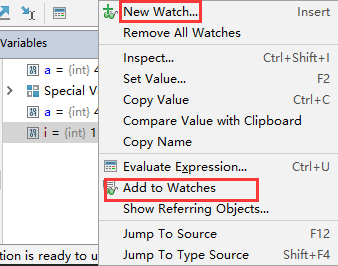 New Watch... Insert
Remove All Watches
Variables
Inspect... Ctrl+Shift+I
a = {int} 4
Set Value... F2
Special Va
Copy Value Ctrl+C
a = {int} 4
Compare Value with Clipboard
i = {int} 1
Copy Name
Evaluate Expression... Ctrl+U
Add to Watches
Show Referring Objects...
Jump To Source F12
tion is ready to u
Jump To Type Source Shift+F4